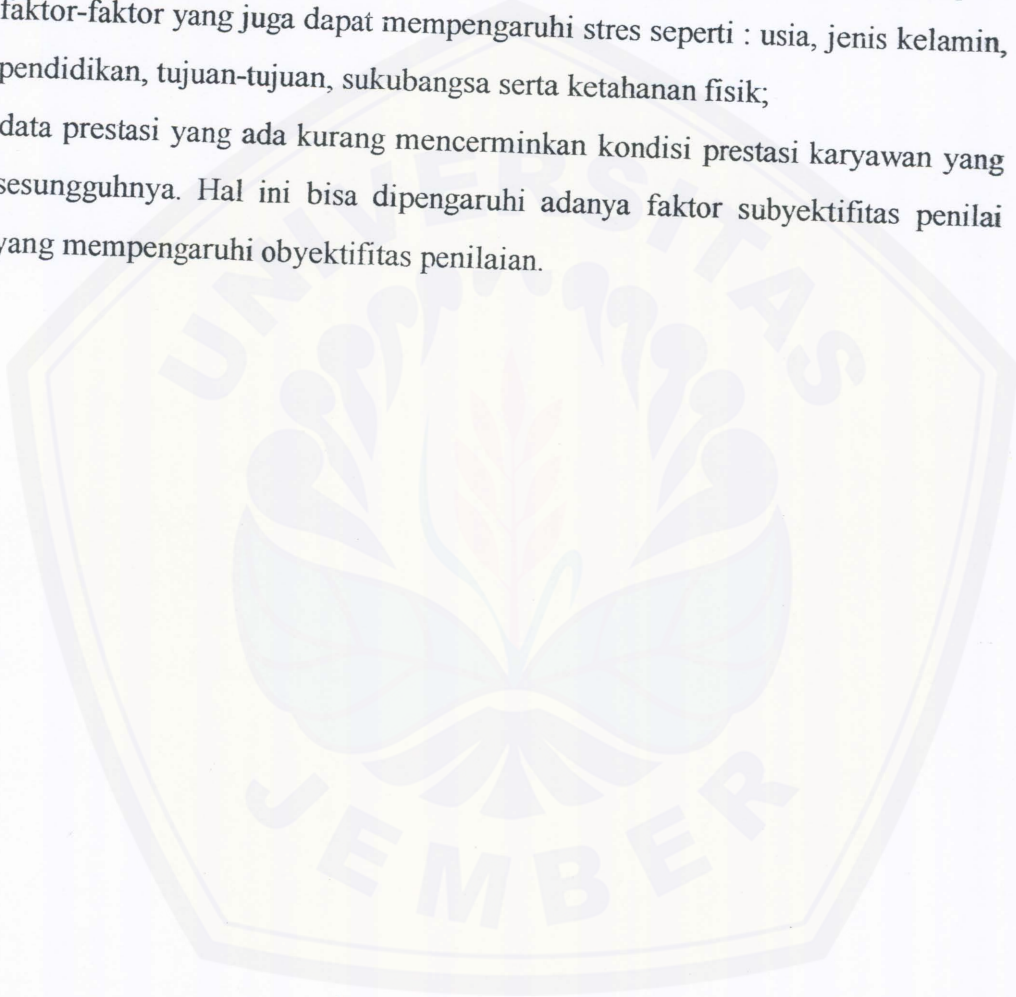 faktor-faktor yang juga dapat mempengaruhi stres seperti : usia, jenis kelamin,
pendidikan, tujuan-tujuan, sukubangsa serta ketahanan fisik;
data prestasi yang ada kurang mencerminkan kondisi prestasi karyawan yang
sesungguhnya. Hal ini bisa dipengaruhi adanya faktor subyektifitas penilai
yang mempengaruhi obyektifitas penilaian.
UNIVERSITAS
JEMBER